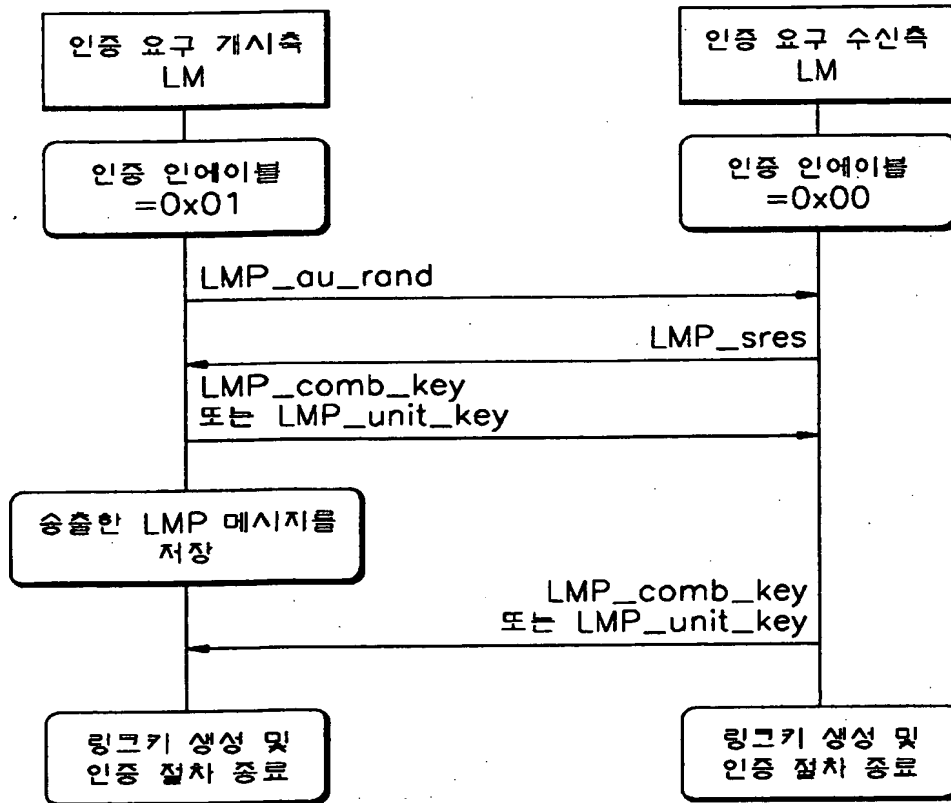 인증 요구 개시측
LM
인증 요구 수신측
LM
인증 인에이블
=0x01
인증 인에이블
=0x00
LMP_au_rand
LMP_sres
LMP_comb_key
또는 LMP_unit_key
송출한 LMP 메시지를
저장
LMP_comb_key
또는 LMP_unit_key
링크키 생성 및
인증 절차 종료
링크키 생성 및
인증 절차 종료